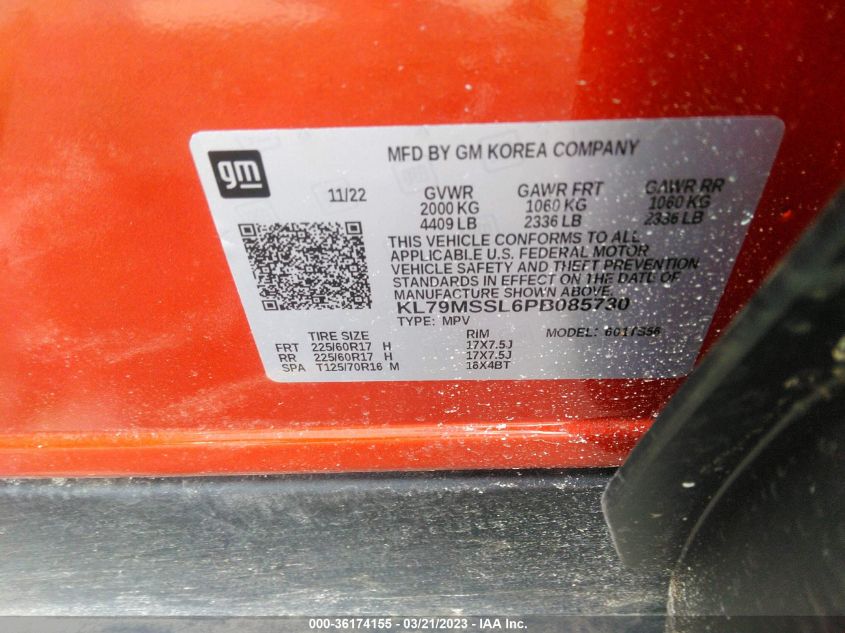 gm
MFD BY GM KOREA COMPANY
11/22 GVWR GAWR FRT GAWR RR
2000 KG 1060 KG 1060 KG
4409 LB 2336 LB 2336 LB
THIS VEHICLE CONFORMS TO ALL
APPLICABLE U.S. FEDERAL MOTOR
VEHICLE SAFETY AND THEFT PREVENTION
STANDARDS IN EFFECT ON THE DATE OF
MANUFACTURE SHOWN ABOVE.
KL79MSSL6PB085730
TYPE: MPV MODEL:
TIRE SIZE RIM
FRT 225/60R17 H 17X7.5J
RR 225/60R17 H 17X7.5J
SPA T125/70R16 M 16X4BT
000-36174155 - 03/21/2023 - IAA Inc.